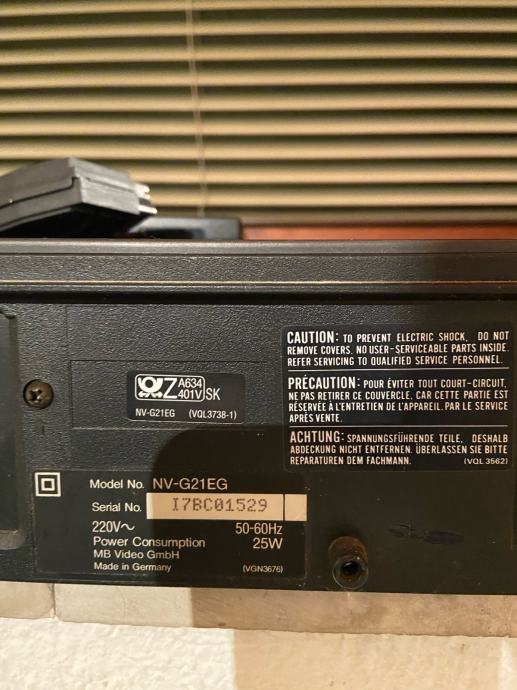 Z A634
401V SK
NV-G21EG (VQL3738-1)
CAUTION: TO PREVENT ELECTRIC SHOCK, DO NOT
REMOVE COVERS. NO USER-SERVICEABLE PARTS INSIDE.
REFER SERVICING TO QUALIFIED SERVICE PERSONNEL.
PRÉCAUTION: POUR ÉVITER TOUT COURT-CIRCUIT,
NE PAS RETIRER CE COUVERCLE, CAR CETTE PARTIE EST
RÉSERVÉE À L'ENTRETIEN DE L'APPAREIL. PAR LE SERVICE
APRÈS VENTE.
ACHTUNG: SPANNUNGSFÜHRENDE TEILE, DESHALB
ABDECKUNG NICHT ENTFERNEN. ÜBERLASSEN SIE BITTE
REPARATUREN DEM FACHMANN. (VQL 3562)
Model No. NV-G21EG
Serial No. I7BC01529
220V~ 50-60Hz
Power Consumption 25W
MB Video GmbH
Made in Germany (VGN3676)